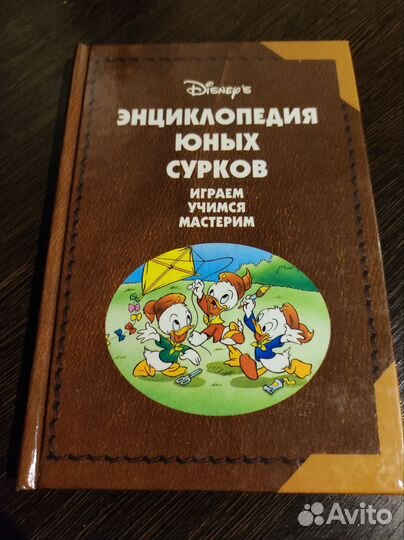 Disney's
ЭНЦИКЛОПЕДИЯ
ЮНЫХ
СУРКОВ
ИГРАЕМ
УЧИМСЯ
МАСТЕРИМ
Avito